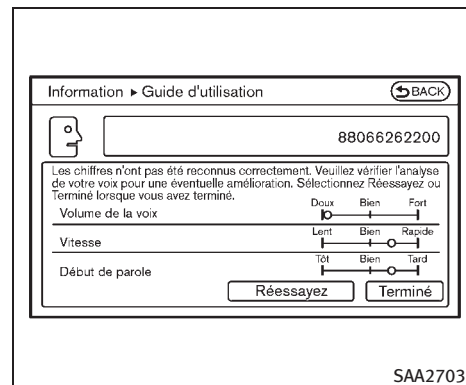 Information ▸ Guide d'utilisation
BACK
88066262200
Les chiffres n'ont pas été reconnus correctement. Veuillez vérifier l'analyse
de votre voix pour une éventuelle amélioration. Sélectionnez Réessayez ou
Terminé lorsque vous avez terminé.
Doux Bien Fort
Volume de la voix
Lent Bien Rapide
Vitesse
Tôt Bien Tard
Début de parole
Réessayez Terminé
SAA2703